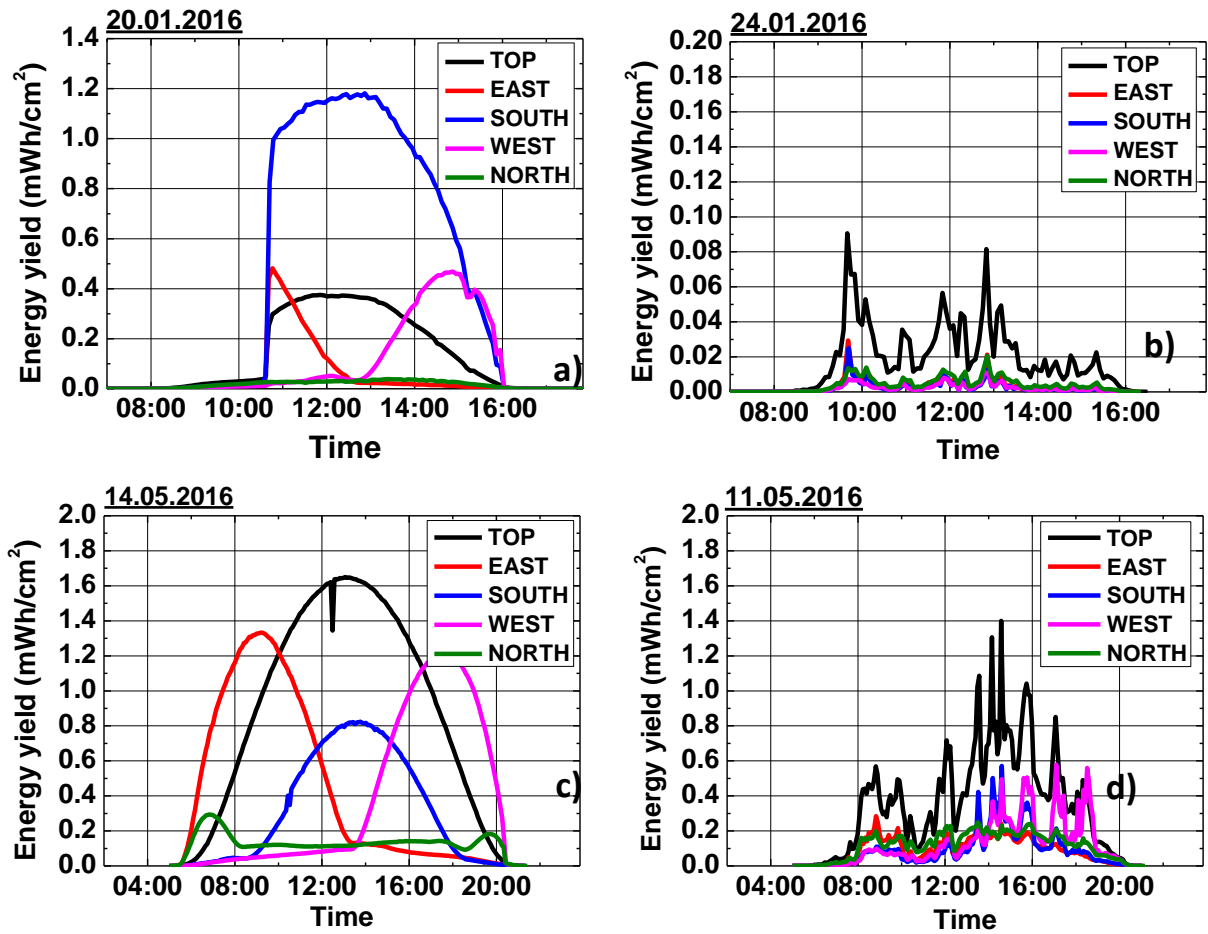 20.01.2016
Energy yield (mWh/cm²)
1.4
1.2
1.0
0.8
0.6
0.4
0.2
0.0
TOP
EAST
SOUTH
WEST
NORTH
a)
08:00 10:00 12:00 14:00 16:00
Time
24.01.2016
Energy yield (mWh/cm²)
0.20
0.18
0.16
0.14
0.12
0.10
0.08
0.06
0.04
0.02
0.00
TOP
EAST
SOUTH
WEST
NORTH
b)
08:00 10:00 12:00 14:00 16:00
Time
14.05.2016
Energy yield (mWh/cm²)
2.0
1.8
1.6
1.4
1.2
1.0
0.8
0.6
0.4
0.2
0.0
TOP
EAST
SOUTH
WEST
NORTH
c)
04:00 08:00 12:00 16:00 20:00
Time
11.05.2016
Energy yield (mWh/cm²)
2.0
1.8
1.6
1.4
1.2
1.0
0.8
0.6
0.4
0.2
0.0
TOP
EAST
SOUTH
WEST
NORTH
d)
04:00 08:00 12:00 16:00 20:00
Time